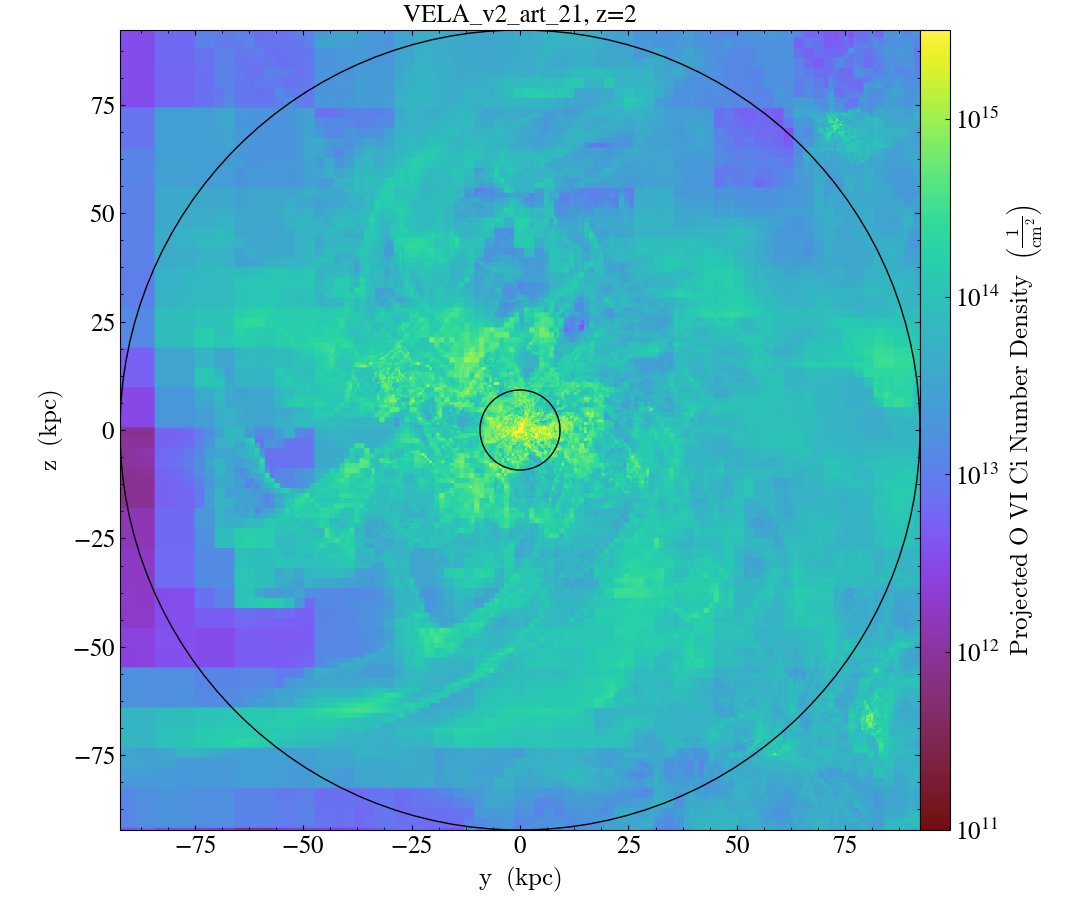 VELA_v2_art_21, z=2
75
50
25
0
−25
−50
−75
z (kpc)
−75 −50 −25 0 25 50 75
y (kpc)
10^15
10^14
10^13
10^12
10^11
Projected O VI Ci Number Density (1/cm^2)